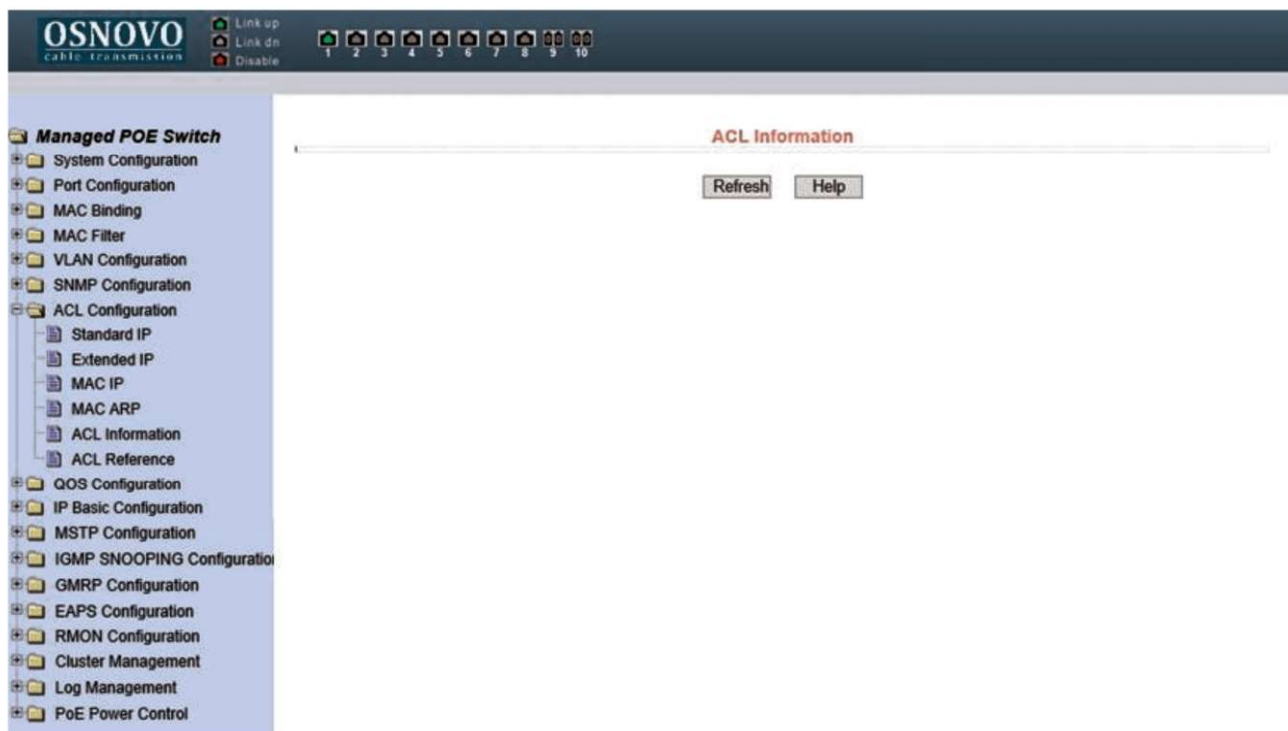 OSNOVO
cable transmission
Link up
Link dn
Disable
1 2 3 4 5 6 7 8 9 10
Managed POE Switch
System Configuration
Port Configuration
MAC Binding
MAC Filter
VLAN Configuration
SNMP Configuration
ACL Configuration
Standard IP
Extended IP
MAC IP
MAC ARP
ACL Information
ACL Reference
QOS Configuration
IP Basic Configuration
MSTP Configuration
IGMP SNOOPING Configuration
GMRP Configuration
EAPS Configuration
RMON Configuration
Cluster Management
Log Management
PoE Power Control
ACL Information
Refresh Help